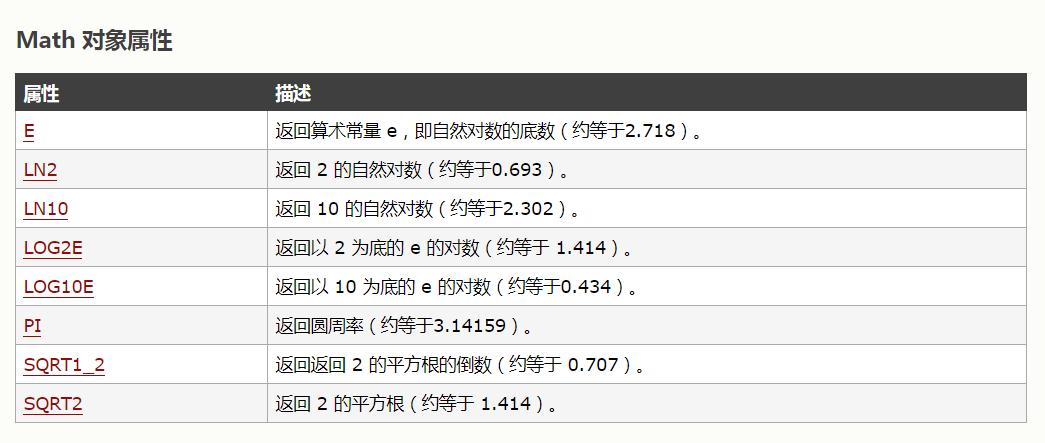 Math 对象属性
属性 描述
E 返回算术常量 e，即自然对数的底数（约等于2.718）。
LN2 返回 2 的自然对数（约等于0.693）。
LN10 返回 10 的自然对数（约等于2.302）。
LOG2E 返回以 2 为底的 e 的对数（约等于 1.414）。
LOG10E 返回以 10 为底的 e 的对数（约等于0.434）。
PI 返回圆周率（约等于3.14159）。
SQRT1_2 返回返回 2 的平方根的倒数（约等于 0.707）。
SQRT2 返回 2 的平方根（约等于 1.414）。